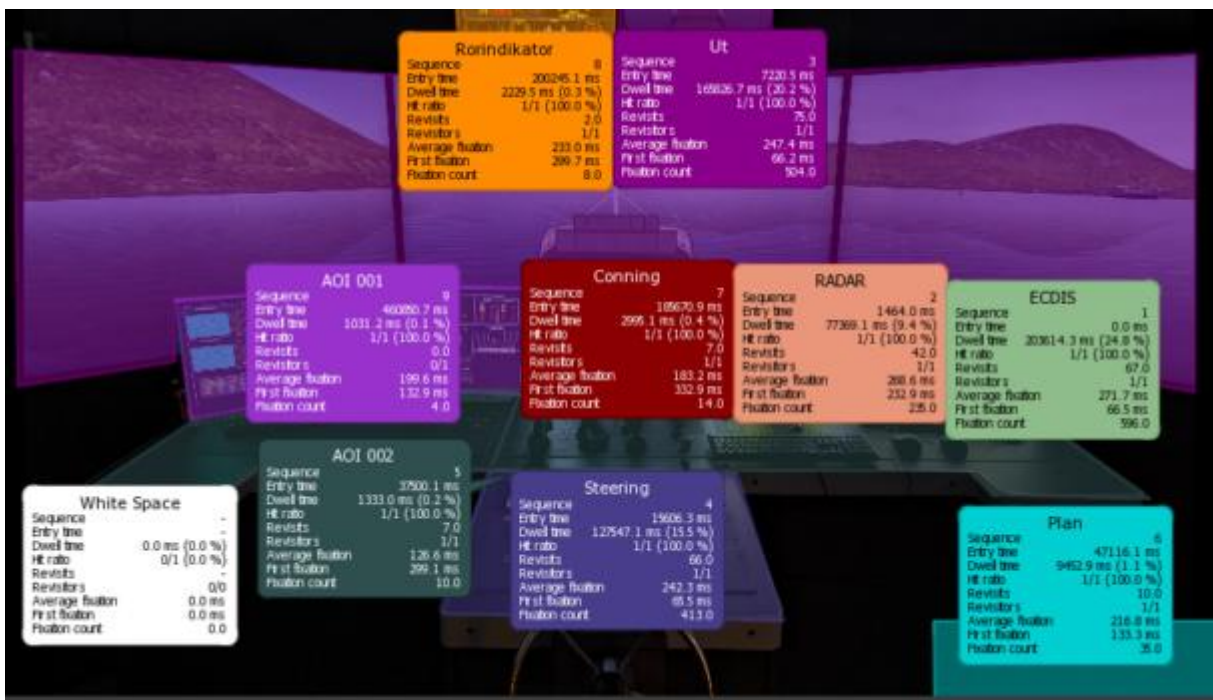 Rorindikator
Sequence 8
Entry time 200245.1 ms
Dwell time 2229.5 ms (0.3 %)
Hit ratio 1/1 (100.0 %)
Revisits 2.0
Revisitors 1/1
Average fixation 233.0 ms
First fixation 299.7 ms
Fixation count 8.0
Ut
Sequence 3
Entry time 7220.5 ms
Dwell time 165826.7 ms (20.2 %)
Hit ratio 1/1 (100.0 %)
Revisits 75.0
Revisitors 1/1
Average fixation 247.4 ms
First fixation 66.2 ms
Fixation count 504.0
AOI 001
Sequence 9
Entry time 460850.7 ms
Dwell time 1031.2 ms (0.1 %)
Hit ratio 1/1 (100.0 %)
Revisits 0.0
Revisitors 0/1
Average fixation 199.6 ms
First fixation 132.9 ms
Fixation count 4.0
Conning
Sequence 7
Entry time 185670.9 ms
Dwell time 2995.1 ms (0.4 %)
Hit ratio 1/1 (100.0 %)
Revisits 7.0
Revisitors 1/1
Average fixation 183.2 ms
First fixation 332.9 ms
Fixation count 14.0
RADAR
Sequence 2
Entry time 1464.0 ms
Dwell time 77369.1 ms (9.4 %)
Hit ratio 1/1 (100.0 %)
Revisits 42.0
Revisitors 1/1
Average fixation 268.6 ms
First fixation 232.9 ms
Fixation count 235.0
ECDIS
Sequence 1
Entry time 0.0 ms
Dwell time 203614.3 ms (24.8 %)
Hit ratio 1/1 (100.0 %)
Revisits 67.0
Revisitors 1/1
Average fixation 271.7 ms
First fixation 66.5 ms
Fixation count 596.0
AOI 002
Sequence 5
Entry time 37500.1 ms
Dwell time 1333.0 ms (0.2 %)
Hit ratio 1/1 (100.0 %)
Revisits 7.0
Revisitors 1/1
Average fixation 126.6 ms
First fixation 299.1 ms
Fixation count 10.0
White Space
Sequence -
Entry time -
Dwell time 0.0 ms (0.0 %)
Hit ratio 0/1 (0.0 %)
Revisits -
Revisitors 0/0
Average fixation 0.0 ms
First fixation 0.0 ms
Fixation count 0.0
Steering
Sequence 4
Entry time 15606.3 ms
Dwell time 127547.1 ms (15.5 %)
Hit ratio 1/1 (100.0 %)
Revisits 66.0
Revisitors 1/1
Average fixation 242.3 ms
First fixation 65.5 ms
Fixation count 413.0
Plan
Sequence 6
Entry time 47116.1 ms
Dwell time 9452.9 ms (1.1 %)
Hit ratio 1/1 (100.0 %)
Revisits 10.0
Revisitors 1/1
Average fixation 216.8 ms
First fixation 133.3 ms
Fixation count 35.0